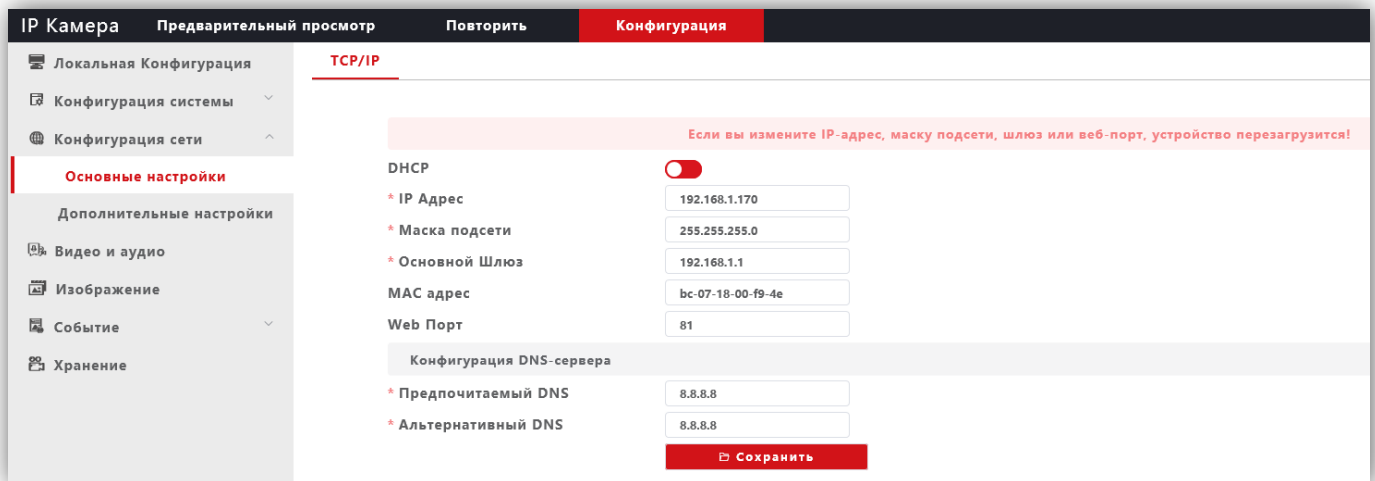 IP Камера Предварительный просмотр Повторить Конфигурация
Локальная Конфигурация
Конфигурация системы
Конфигурация сети
Основные настройки
Дополнительные настройки
Видео и аудио
Изображение
Событие
Хранение
TCP/IP
Если вы измените IP-адрес, маску подсети, шлюз или веб-порт, устройство перезагрузится!
DHCP
* IP Адрес 192.168.1.170
* Маска подсети 255.255.255.0
* Основной Шлюз 192.168.1.1
MAC адрес bc-07-18-00-f9-4e
Web Порт 81
Конфигурация DNS-сервера
* Предпочитаемый DNS 8.8.8.8
* Альтернативный DNS 8.8.8.8
Сохранить